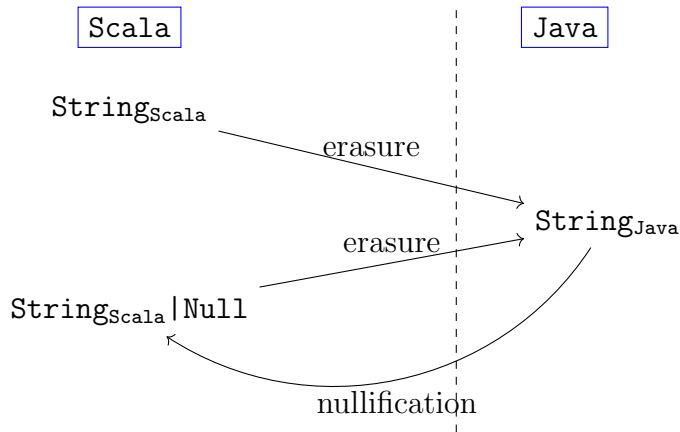 Scala
Java
String_Scala
erasure
String_Java
erasure
String_Scala|Null
nullification